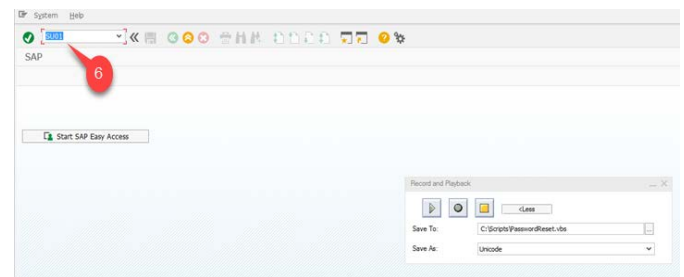 System Help
SU01
SAP
6
Start SAP Easy Access
Record and Playback
<Less
Save To: C:\Scripts\PasswordReset.vbs ...
Save As: Unicode